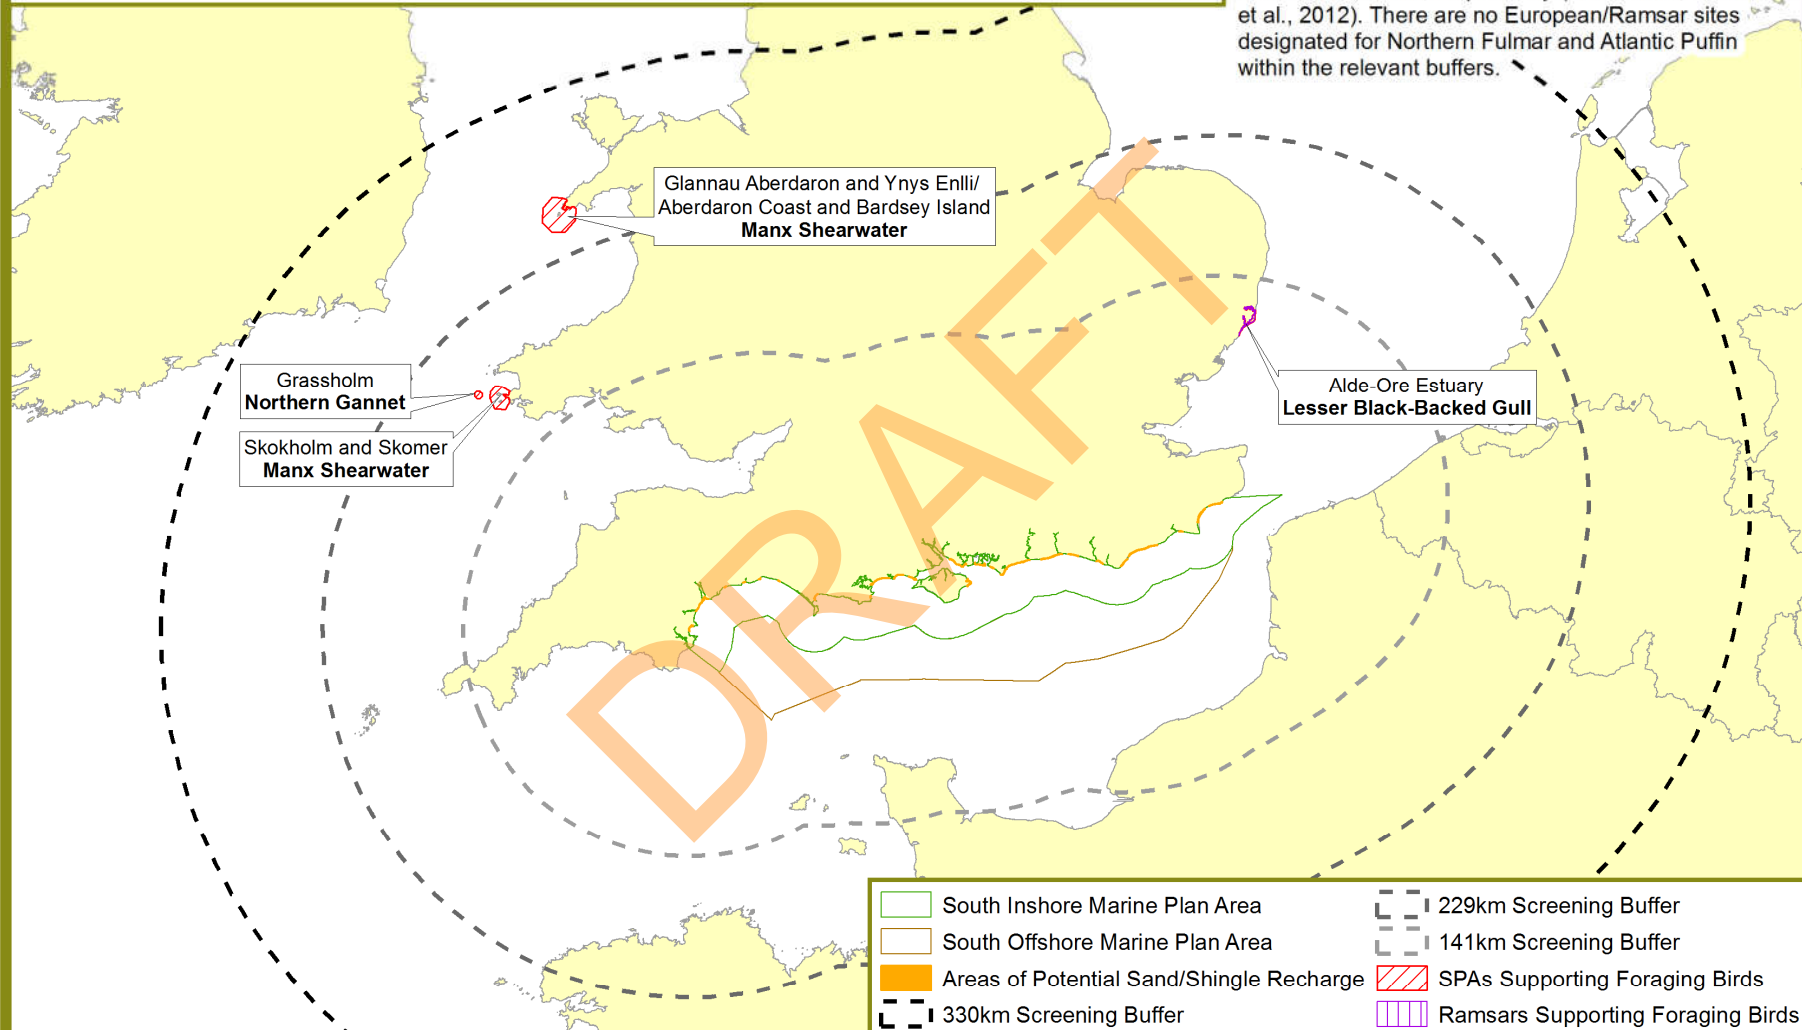 et al., 2012). There are no European/Ramsar sites
designated for Northern Fulmar and Atlantic Puffin
within the relevant buffers.
Glannau Aberdaron and Ynys Enlli/
Aberdaron Coast and Bardsey Island
Manx Shearwater
Grassholm
Northern Gannet
Skokholm and Skomer
Manx Shearwater
Alde-Ore Estuary
Lesser Black-Backed Gull
DRAFT
South Inshore Marine Plan Area
South Offshore Marine Plan Area
Areas of Potential Sand/Shingle Recharge
330km Screening Buffer
229km Screening Buffer
141km Screening Buffer
SPAs Supporting Foraging Birds
Ramsars Supporting Foraging Birds